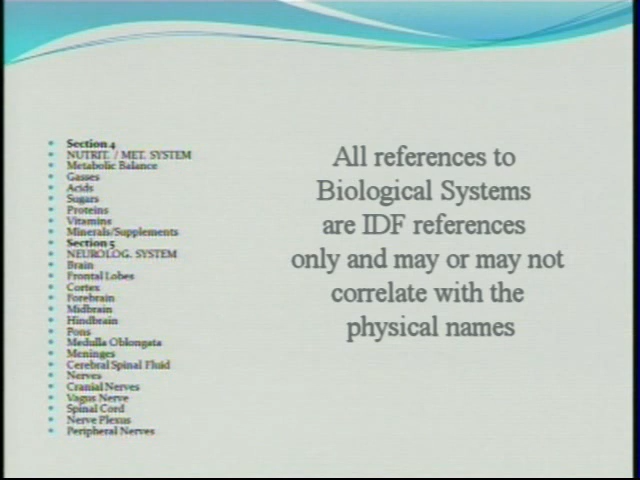 Section 4
NUTRIT. / MET. SYSTEM
Metabolic Balance
Gasses
Acids
Sugars
Proteins
Vitamins
Minerals/Supplements
Section 5
NEUROLOG. SYSTEM
Brain
Frontal Lobes
Cortex
Forebrain
Midbrain
Hindbrain
Pons
Medulla Oblongata
Meninges
Cerebral Spinal Fluid
Nerves
Cranial Nerves
Vagus Nerve
Spinal Cord
Nerve Plexus
Peripheral Nerves
All references to
Biological Systems
are IDF references
only and may or may not
correlate with the
physical names